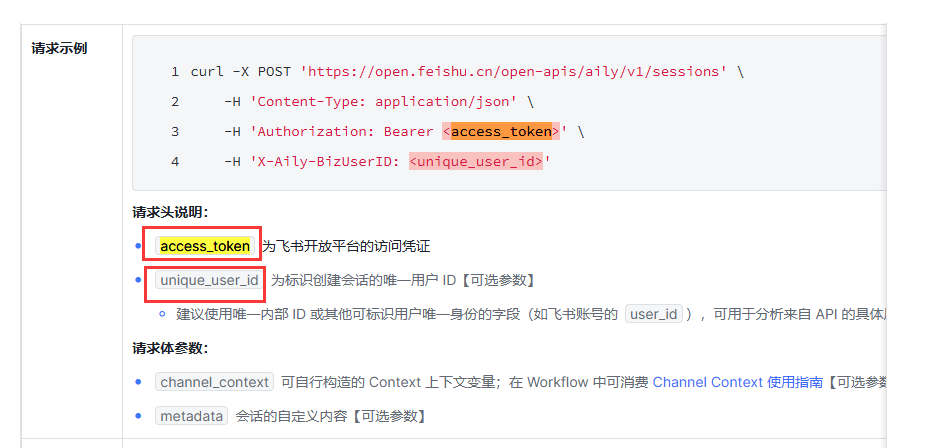 请求示例
1 curl -X POST 'https://open.feishu.cn/open-apis/aily/v1/sessions' \
2 -H 'Content-Type: application/json' \
3 -H 'Authorization: Bearer <access_token>' \
4 -H 'X-Aily-BizUserID: <unique_user_id>'
请求头说明：
access_token 为飞书开放平台的访问凭证
unique_user_id 为标识创建会话的唯一用户 ID【可选参数】
建议使用唯一内部 ID 或其他可标识用户唯一身份的字段（如飞书账号的 user_id ），可用于分析来自 API 的具体
请求体参数：
channel_context 可自行构造的 Context 上下文变量；在 Workflow 中可消费 Channel Context 使用指南【可选参数
metadata 会话的自定义内容【可选参数】